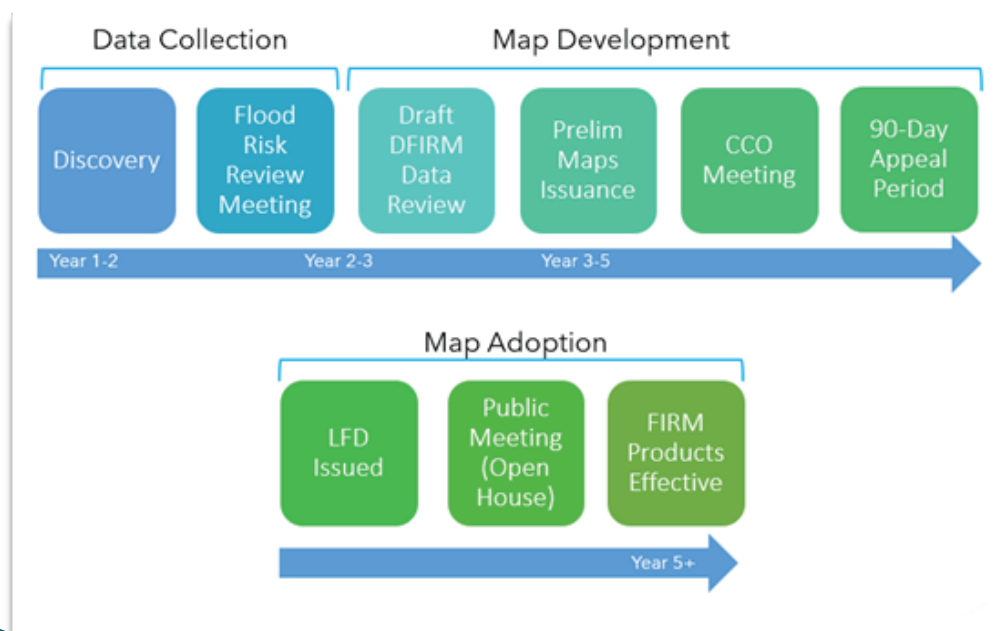 Data Collection
Map Development
Discovery
Flood
Risk
Review
Meeting
Draft
DFIRM
Data
Review
Prelim
Maps
Issuance
CCO
Meeting
90-Day
Appeal
Period
Year 1-2
Year 2-3
Year 3-5
Map Adoption
LFD
Issued
Public
Meeting
(Open
House)
FIRM
Products
Effective
Year 5+